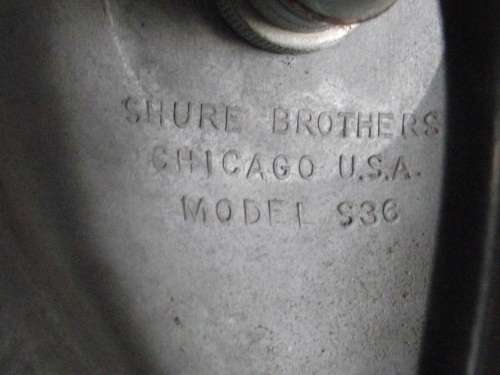 SHURE BROTHERS
CHICAGO U.S.A.
MODEL S36